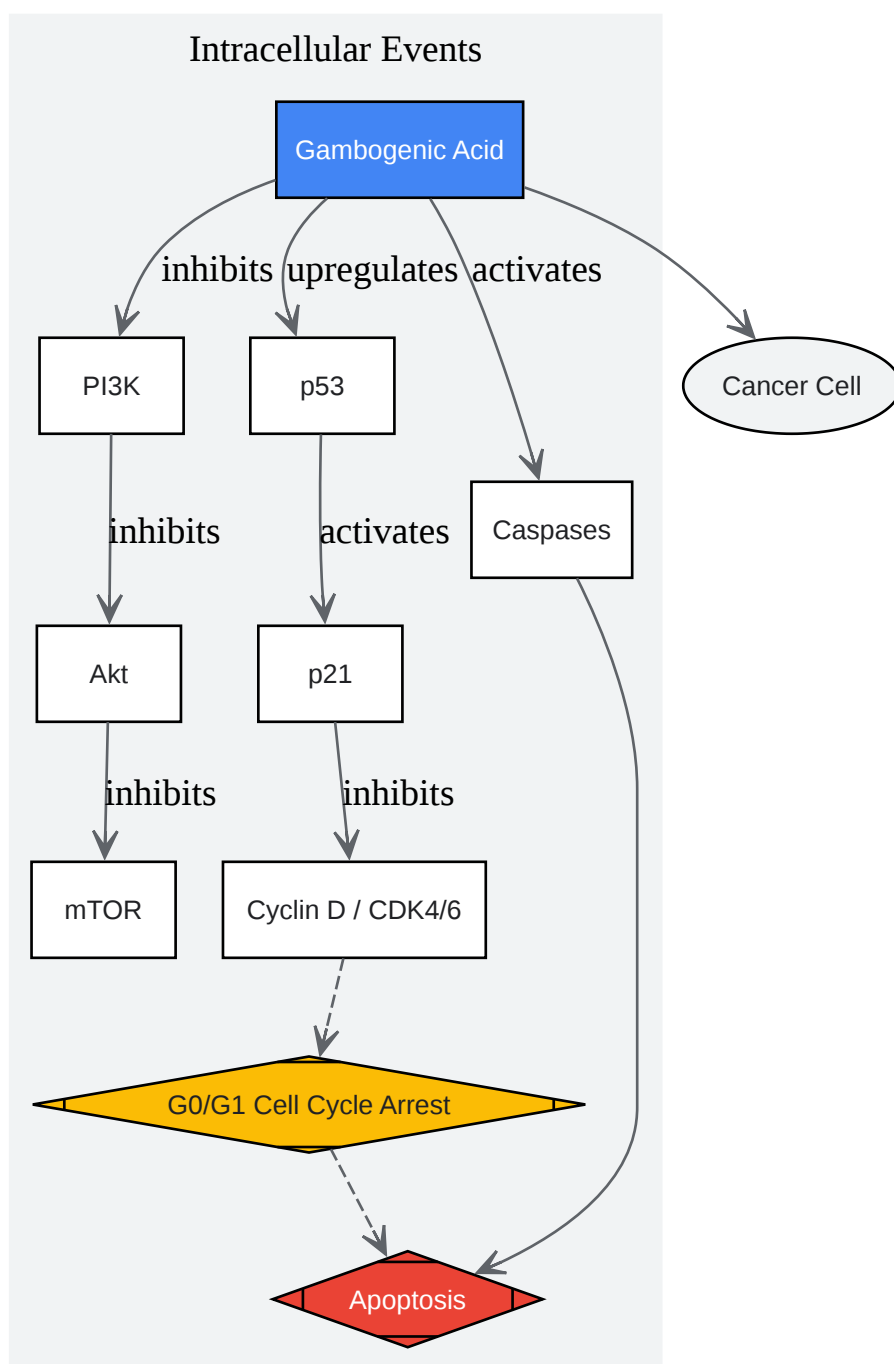 Intracellular Events
Gambogenic Acid
inhibits
upregulates
activates
PI3K
p53
Cancer Cell
inhibits
activates
Caspases
Akt
p21
inhibits
inhibits
mTOR
Cyclin D / CDK4/6
G0/G1 Cell Cycle Arrest
Apoptosis